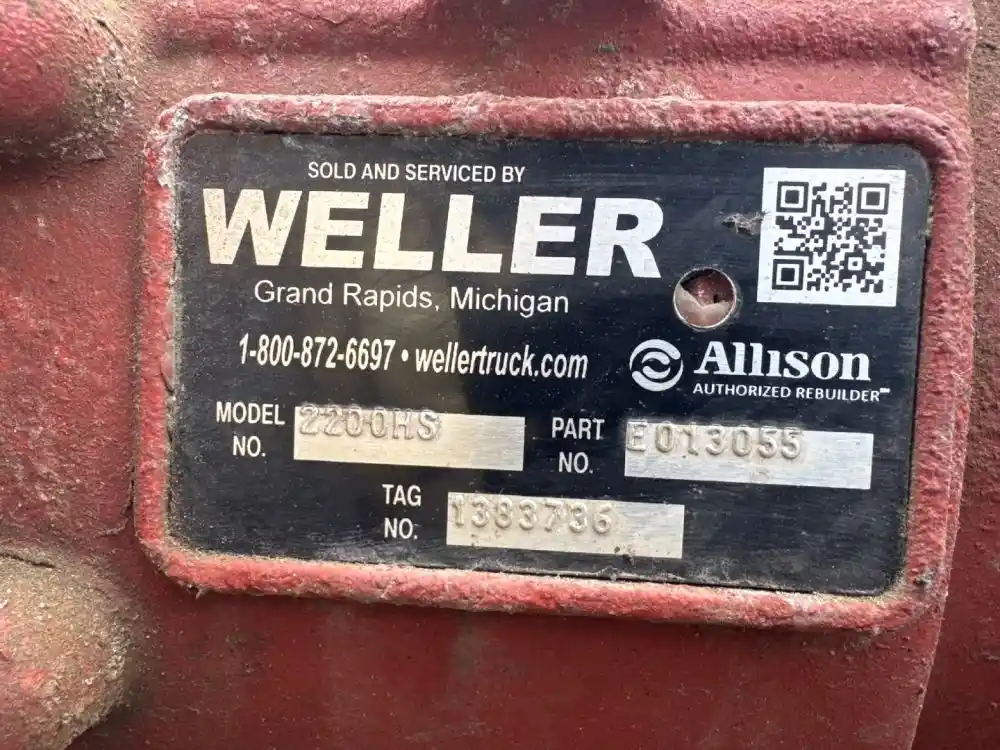 SOLD AND SERVICED BY
WELLER
Grand Rapids, Michigan
1-800-872-6697 • wellertruck.com
Allison
AUTHORIZED REBUILDER
MODEL NO. 2200HS
PART NO. E013055
TAG NO. 1383736